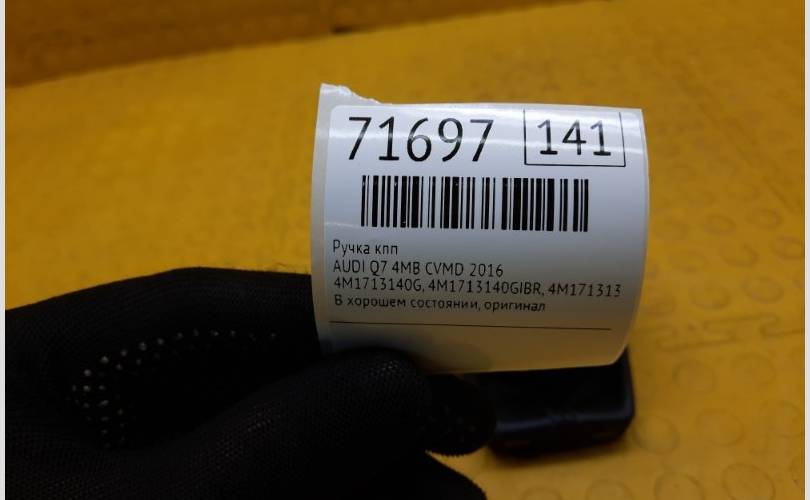 71697 141
Ручка кпп
AUDI Q7 4MB CVMD 2016
4M1713140G, 4M1713140GIBR, 4M171313
В хорошем состоянии, оригинал